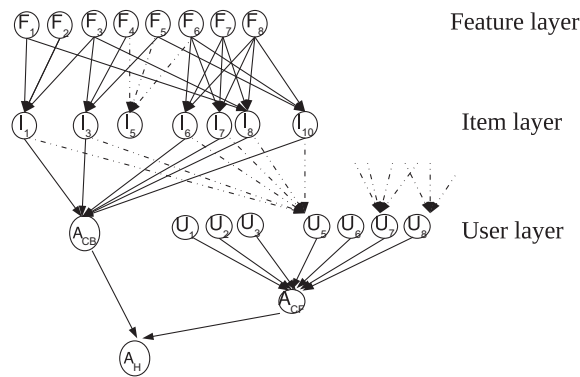 F1 F2 F3 F4 F5 F6 F7 F8 Feature layer
I1 I3 I5 I6 I7 I8 I10 Item layer
U1 U2 U3 U5 U6 U7 U8 User layer
ACB
ACF
AH